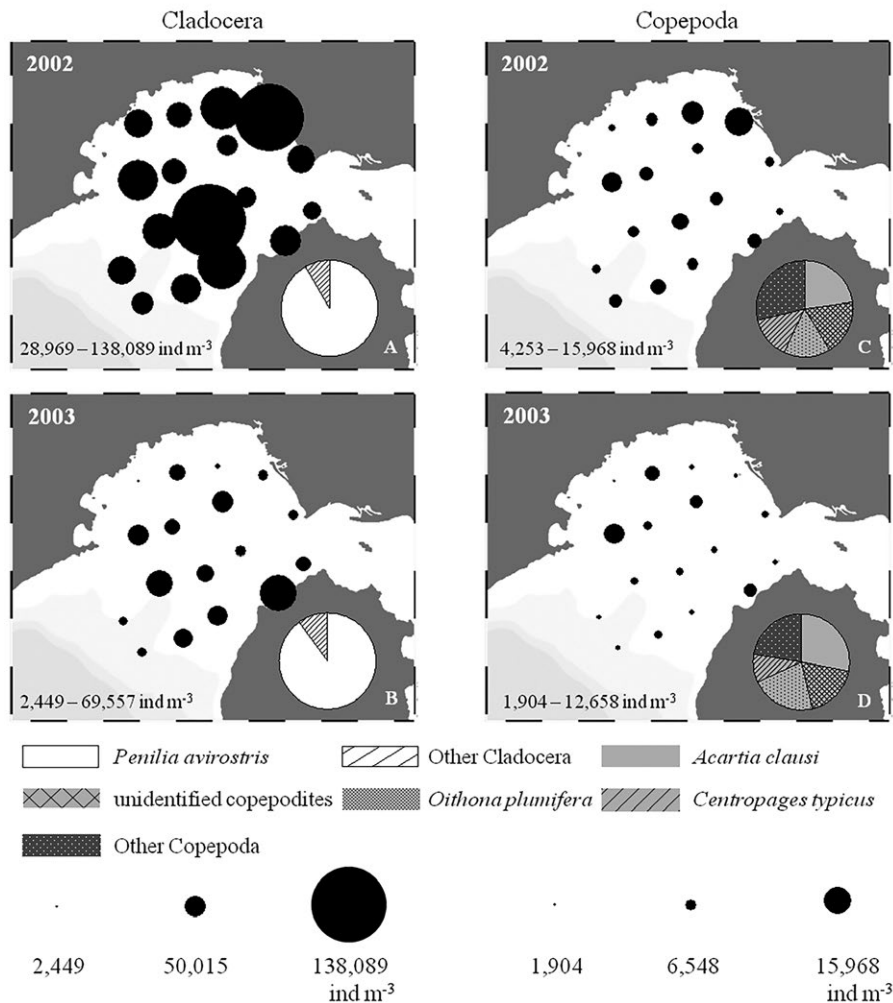 Cladocera
Copepoda
2002
28,969 – 138,089 ind m⁻³
A
2002
4,253 – 15,968 ind m⁻³
C
2003
2,449 – 69,557 ind m⁻³
B
2003
1,904 – 12,658 ind m⁻³
D
Penilia avirostris
Other Cladocera
Acartia clausi
unidentified copepodites
Oithona plumifera
Centropages typicus
Other Copepoda
2,449
50,015
138,089
ind m⁻³
1,904
6,548
15,968
ind m⁻³